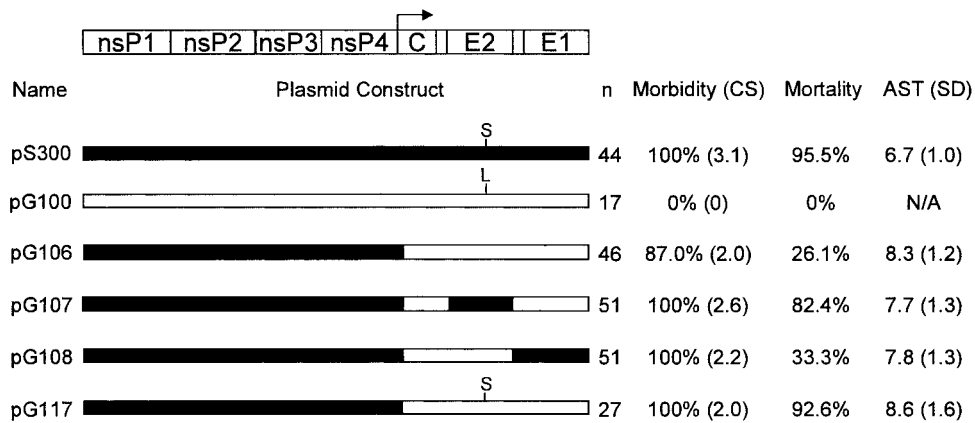 nsP1 nsP2 nsP3 nsP4 C E2 E1
Name Plasmid Construct n Morbidity (CS) Mortality AST (SD)
S
pS300 44 100% (3.1) 95.5% 6.7 (1.0)
L
pG100 17 0% (0) 0% N/A
pG106 46 87.0% (2.0) 26.1% 8.3 (1.2)
pG107 51 100% (2.6) 82.4% 7.7 (1.3)
pG108 51 100% (2.2) 33.3% 7.8 (1.3)
S
pG117 27 100% (2.0) 92.6% 8.6 (1.6)